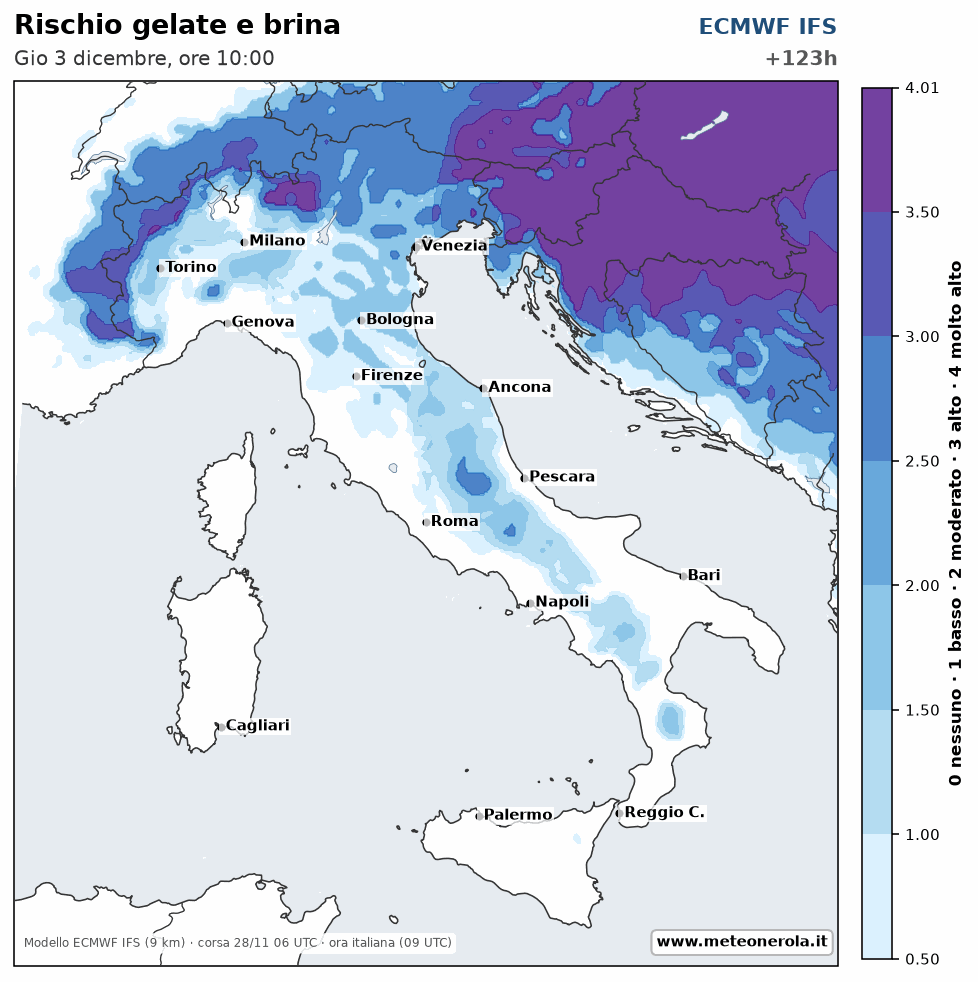 Rischio gelate e brina
ECMWF IFS
Gio 3 dicembre, ore 10:00
+123h
Milano
Venezia
Torino
Genova
Bologna
Firenze
Ancona
Pescara
Roma
Bari
Napoli
Cagliari
Palermo
Reggio C.
Modello ECMWF IFS (9 km) · corsa 28/11 06 UTC · ora italiana (09 UTC)
www.meteonerola.it
4.01
3.50
3.00
2.50
2.00
1.50
1.00
0.50
0 nessuno · 1 basso · 2 moderato · 3 alto · 4 molto alto